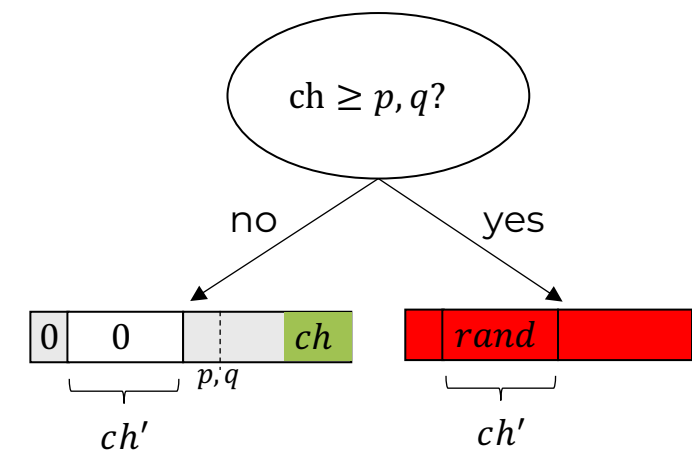 ch ≥ p, q?
no
yes
0 0 ch
rand
p, q
ch′
ch′